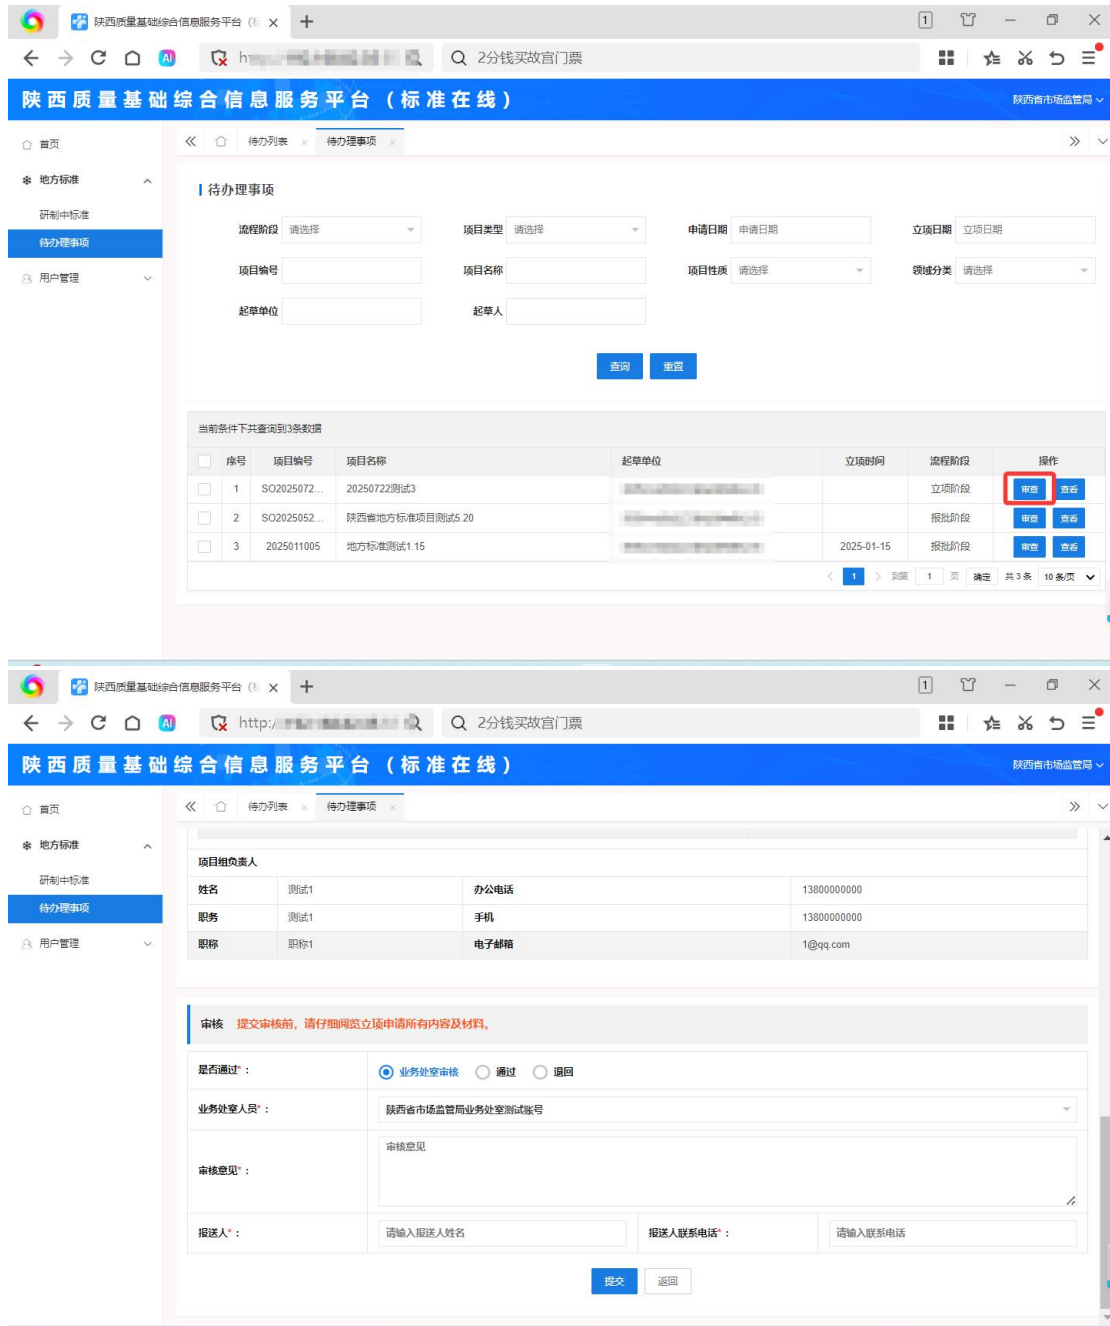 陕西质量基础综合信息服务平台（标
1
2分钱买故宫门票
陕西质量基础综合信息服务平台（标准在线）
陕西省市场监管局
首页
待办列表 待办理事项
地方标准
研制中标准
待办理事项
用户管理
待办理事项
流程阶段 请选择 项目类型 请选择 申请日期 申请日期 立项日期 立项日期
项目编号 项目名称 项目性质 请选择 领域分类 请选择
起草单位 起草人
查询 重置
当前条件下共查询到3条数据
序号 项目编号 项目名称 起草单位 立项时间 流程阶段 操作
1 SO2025072... 20250722测试3 立项阶段 审查 查看
2 SO2025052... 陕西省地方标准项目测试5.20 报批阶段 审查 查看
3 2025011005 地方标准测试1.15 2025-01-15 报批阶段 审查 查看
1 到第 1 页 确定 共 3 条 10 条/页
陕西质量基础综合信息服务平台（标
1
http:/ 2分钱买故宫门票
陕西质量基础综合信息服务平台（标准在线）
陕西省市场监管局
首页
待办列表 待办理事项
地方标准
研制中标准
待办理事项
用户管理
项目组负责人
姓名 测试1 办公电话 13800000000
职务 测试1 手机 13800000000
职称 职称1 电子邮箱 1@qq.com
审核 提交审核前，请仔细阅览立项申请所有内容及材料。
是否通过*： 业务处室审核 通过 退回
业务处室人员*： 陕西省市场监管局业务处室测试账号
审核意见*： 审核意见
报送人*： 请输入报送人姓名 报送人联系电话*： 请输入联系电话
提交 返回